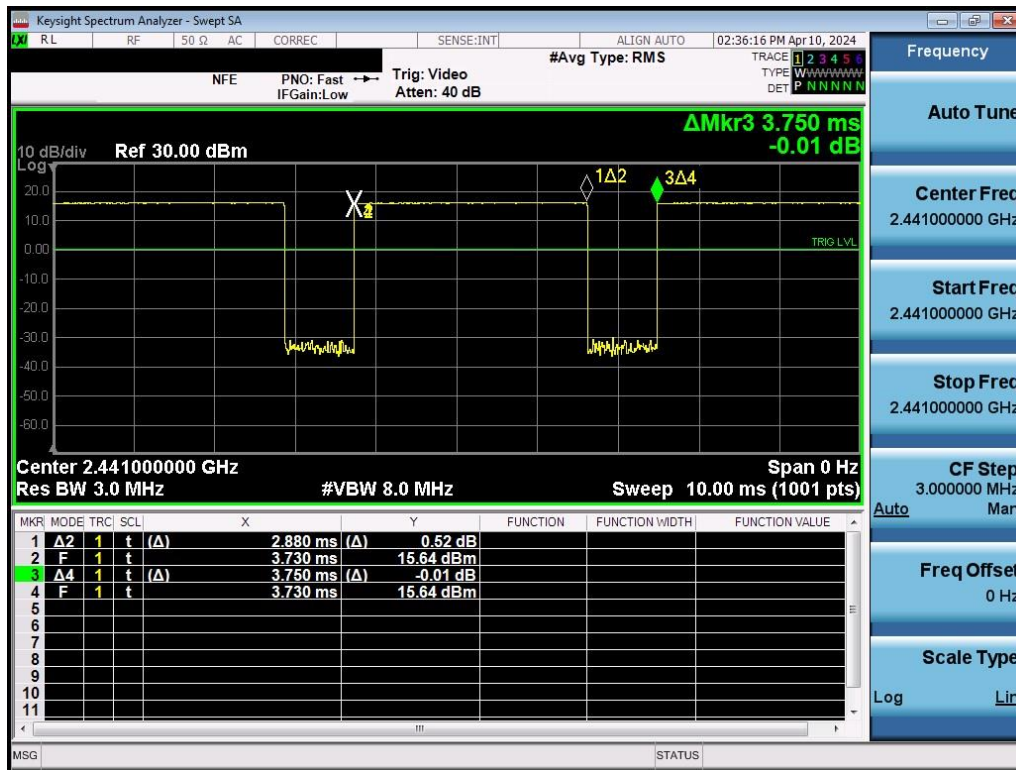 Keysight Spectrum Analyzer - Swept SA
LXI RL RF 50 Ω AC CORREC SENSE:INT ALIGN AUTO 02:36:16 PM Apr 10, 2024
#Avg Type: RMS
TRACE 1 2 3 4 5 6
TYPE WWWWWW
DET P N N N N N
NFE PNO: Fast Trig: Video
IFGain:Low Atten: 40 dB
ΔMkr3 3.750 ms
-0.01 dB
10 dB/div Ref 30.00 dBm
Log
1Δ2
3Δ4
20.0
10.0
0.00
TRIG LVL
-10.0
-20.0
-30.0
-40.0
-50.0
-60.0
Center 2.441000000 GHz Span 0 Hz
Res BW 3.0 MHz #VBW 8.0 MHz Sweep 10.00 ms (1001 pts)
MKR MODE TRC SCL X Y FUNCTION FUNCTION WIDTH FUNCTION VALUE
1 Δ2 1 t (Δ) 2.880 ms (Δ) 0.52 dB
2 F 1 t 3.730 ms 15.64 dBm
3 Δ4 1 t (Δ) 3.750 ms (Δ) -0.01 dB
4 F 1 t 3.730 ms 15.64 dBm
5
6
7
8
9
10
11
MSG STATUS
Frequency
Auto Tune
Center Freq
2.441000000 GHz
Start Freq
2.441000000 GHz
Stop Freq
2.441000000 GHz
CF Step
3.000000 MHz
Auto Man
Freq Offset
0 Hz
Scale Type
Log Lin